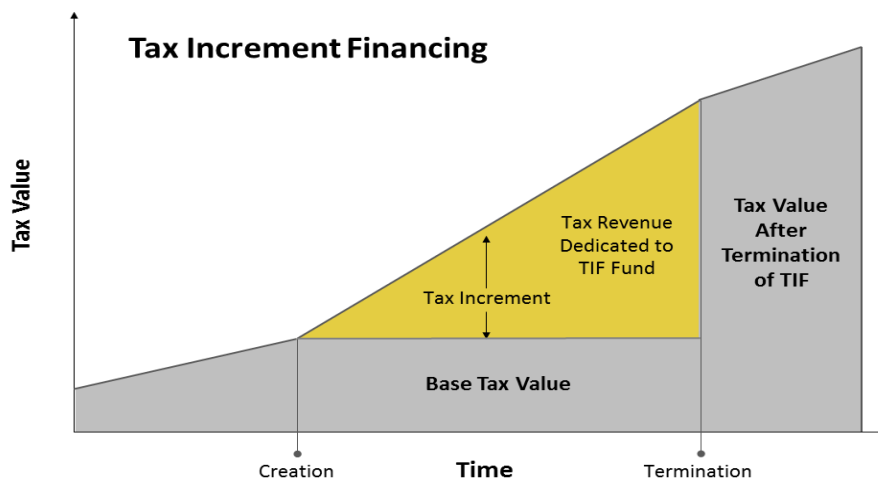 Tax Increment Financing
Tax Value
Tax Revenue
Dedicated to
TIF Fund
Tax Increment
Tax Value
After
Termination
of TIF
Base Tax Value
Creation
Time
Termination